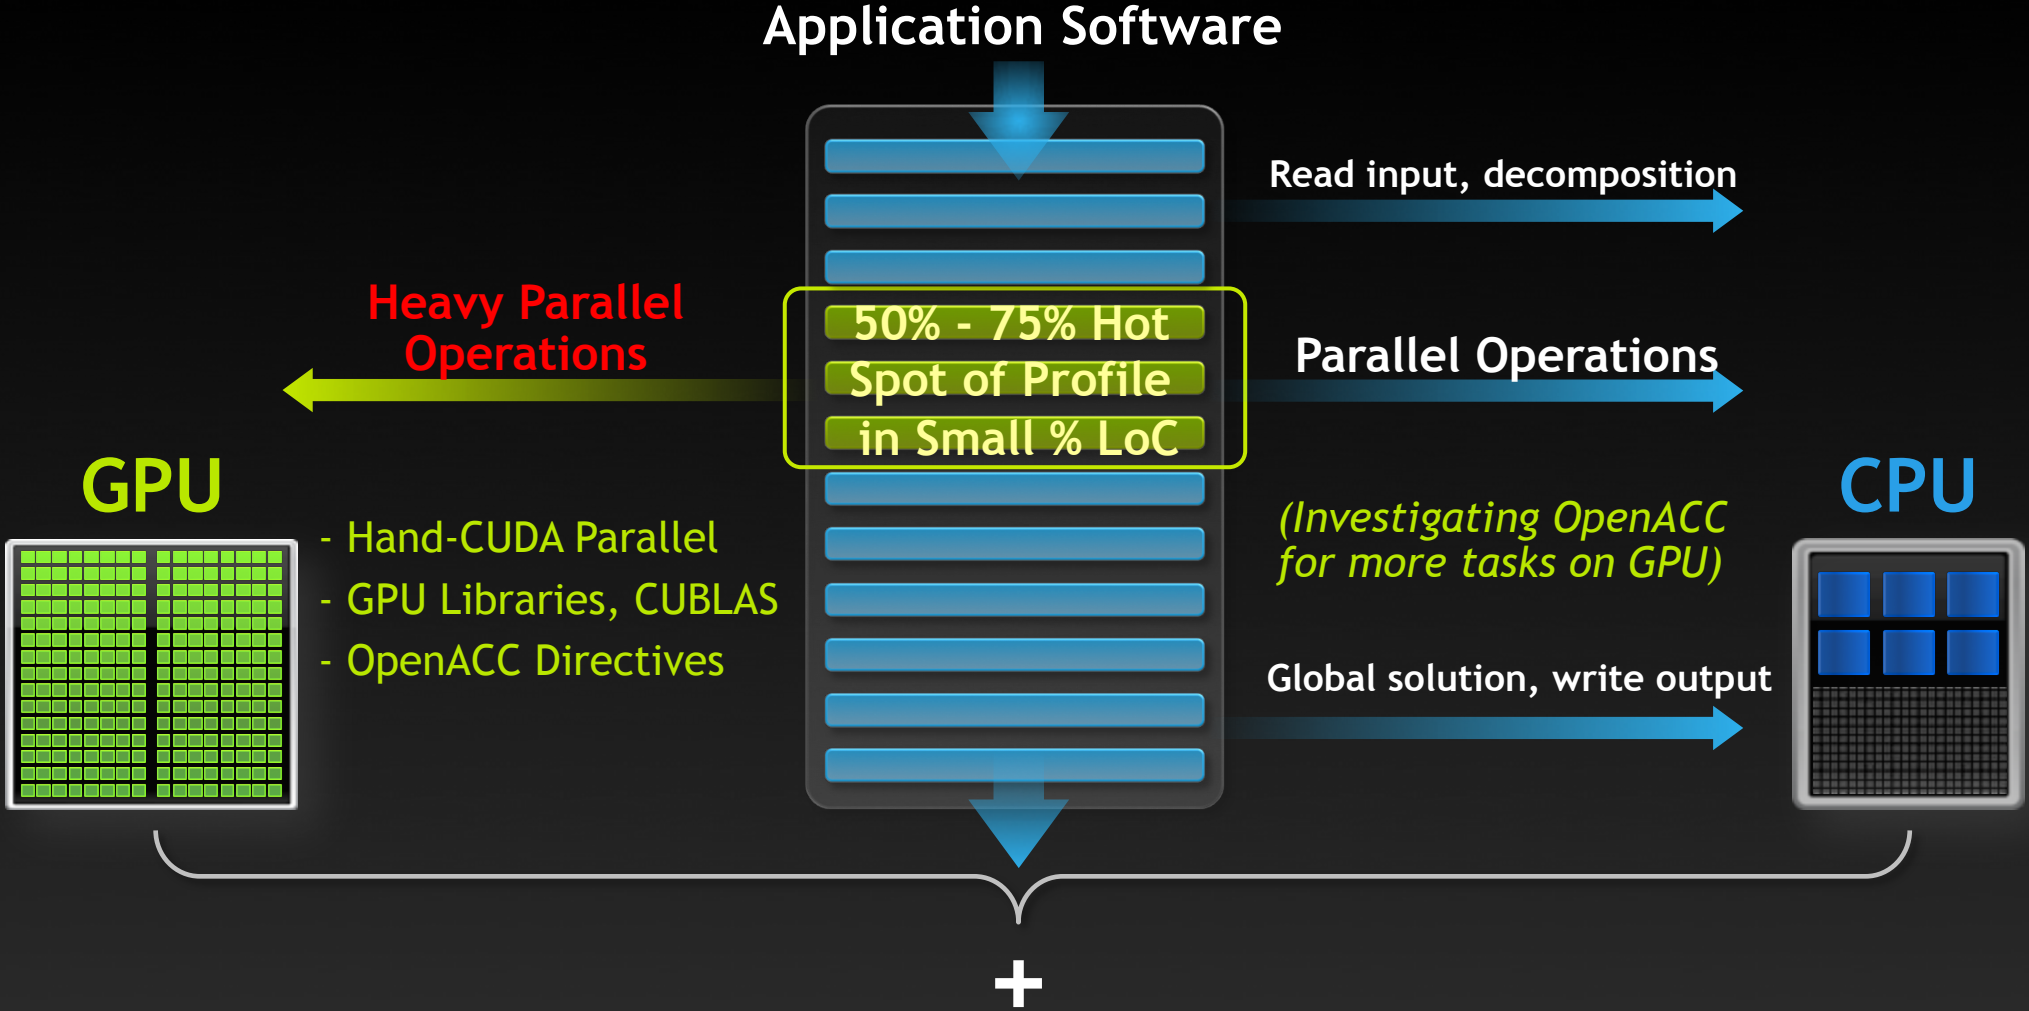 Application Software
Read input, decomposition
Heavy Parallel
Operations
50% - 75% Hot
Spot of Profile
in Small % LoC
Parallel Operations
GPU
- Hand-CUDA Parallel
- GPU Libraries, CUBLAS
- OpenACC Directives
(Investigating OpenACC
for more tasks on GPU)
CPU
Global solution, write output
+